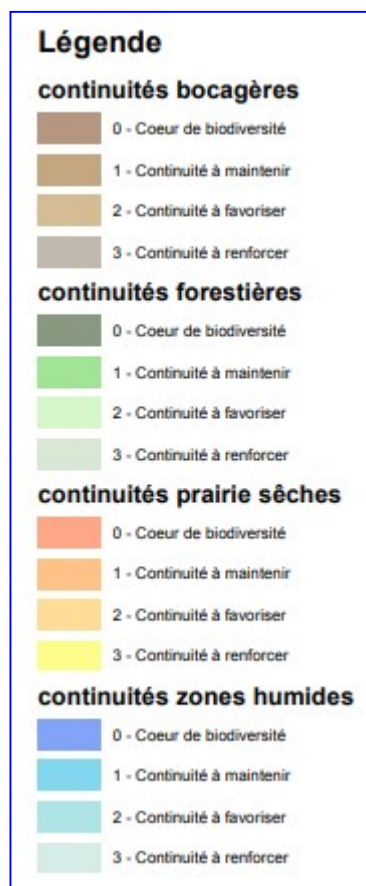 Légende
continuités bocagères
0 - Coeur de biodiversité
1 - Continuité à maintenir
2 - Continuité à favoriser
3 - Continuité à renforcer
continuités forestières
0 - Coeur de biodiversité
1 - Continuité à maintenir
2 - Continuité à favoriser
3 - Continuité à renforcer
continuités prairie sêches
0 - Coeur de biodiversité
1 - Continuité à maintenir
2 - Continuité à favoriser
3 - Continuité à renforcer
continuités zones humides
0 - Coeur de biodiversité
1 - Continuité à maintenir
2 - Continuité à favoriser
3 - Continuité à renforcer